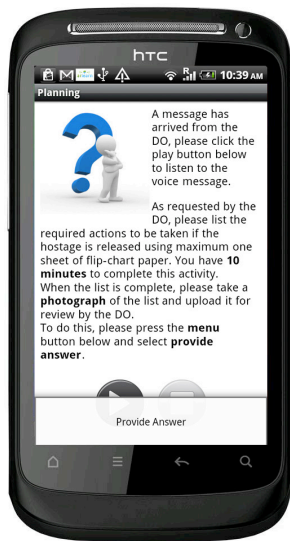 hTC
R
10:39 AM
Planning
A message has
arrived from the
DO, please click the
play button below
to listen to the
voice message.
As requested by the
DO, please list the
required actions to be taken if the
hostage is released using maximum one
sheet of flip-chart paper. You have 10
minutes to complete this activity.
When the list is complete, please take a
photograph of the list and upload it for
review by the DO.
To do this, please press the menu
button below and select provide
answer.
Provide Answer